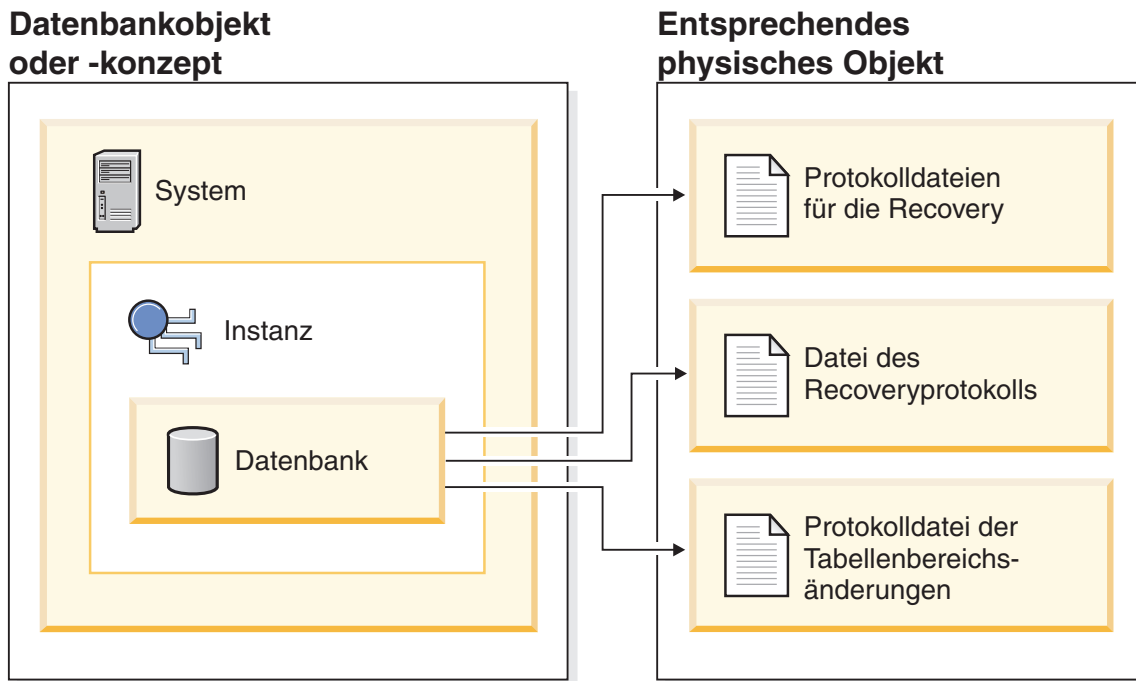 Datenbankobjekt
oder -konzept
System
Instanz
Datenbank
Entsprechendes
physisches Objekt
Protokolldateien
für die Recovery
Datei des
Recoveryprotokolls
Protokolldatei der
Tabellenbereichs-
änderungen